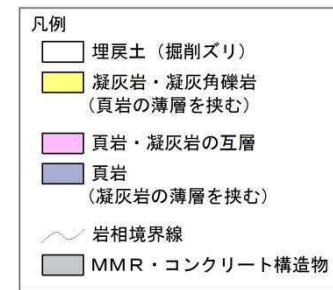 凡例
埋戻土（掘削ズリ）
凝灰岩・凝灰角礫岩
（頁岩の薄層を挟む）
頁岩・凝灰岩の互層
頁岩
（凝灰岩の薄層を挟む）
岩相境界線
ＭＭＲ・コンクリート構造物